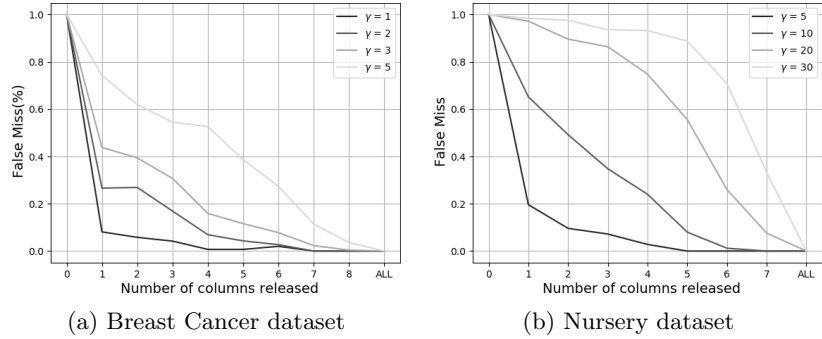 1.0
0.8
0.6
0.4
0.2
0.0
False Miss(%)
0 1 2 3 4 5 6 7 8 ALL
Number of columns released
γ = 1
γ = 2
γ = 3
γ = 5
(a) Breast Cancer dataset
1.0
0.8
0.6
0.4
0.2
0.0
False Miss
0 1 2 3 4 5 6 7 ALL
Number of columns released
γ = 5
γ = 10
γ = 20
γ = 30
(b) Nursery dataset